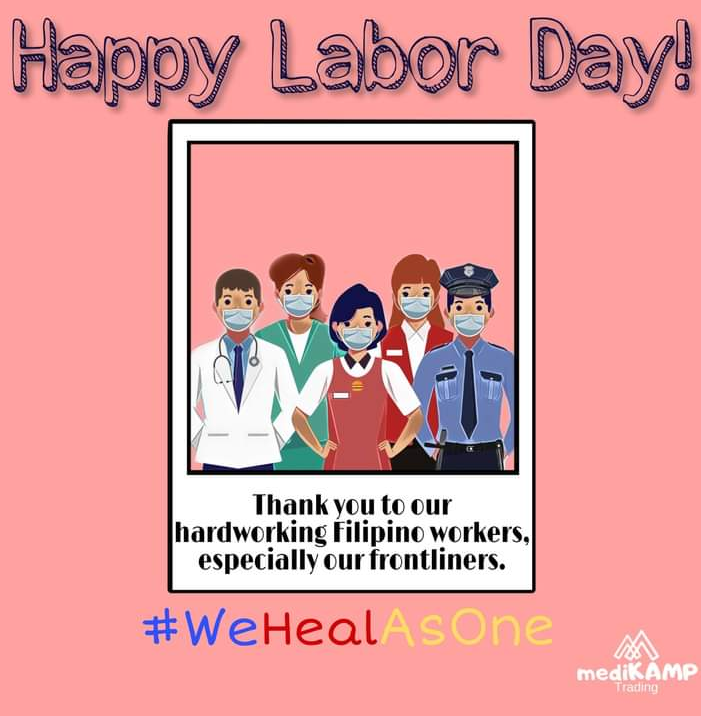 Happy Labor Day!
Thank you to our
hardworking Filipino workers,
especially our frontliners.
#WeHealAsOne
mediKAMP
Trading